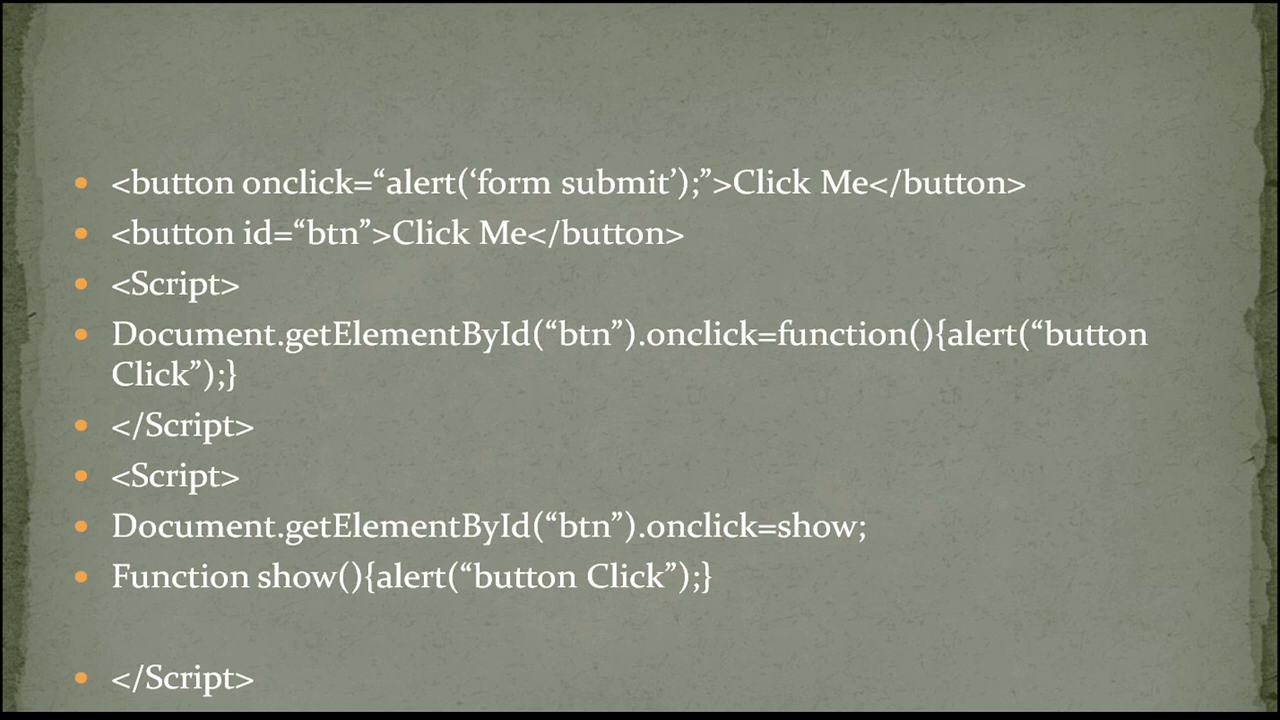 <button onclick=“alert(‘form submit’);”>Click Me</button>
<button id=“btn”>Click Me</button>
<Script>
Document.getElementById(“btn”).onclick=function(){alert(“button
Click”);}
</Script>
<Script>
Document.getElementById(“btn”).onclick=show;
Function show(){alert(“button Click”);}
</Script>